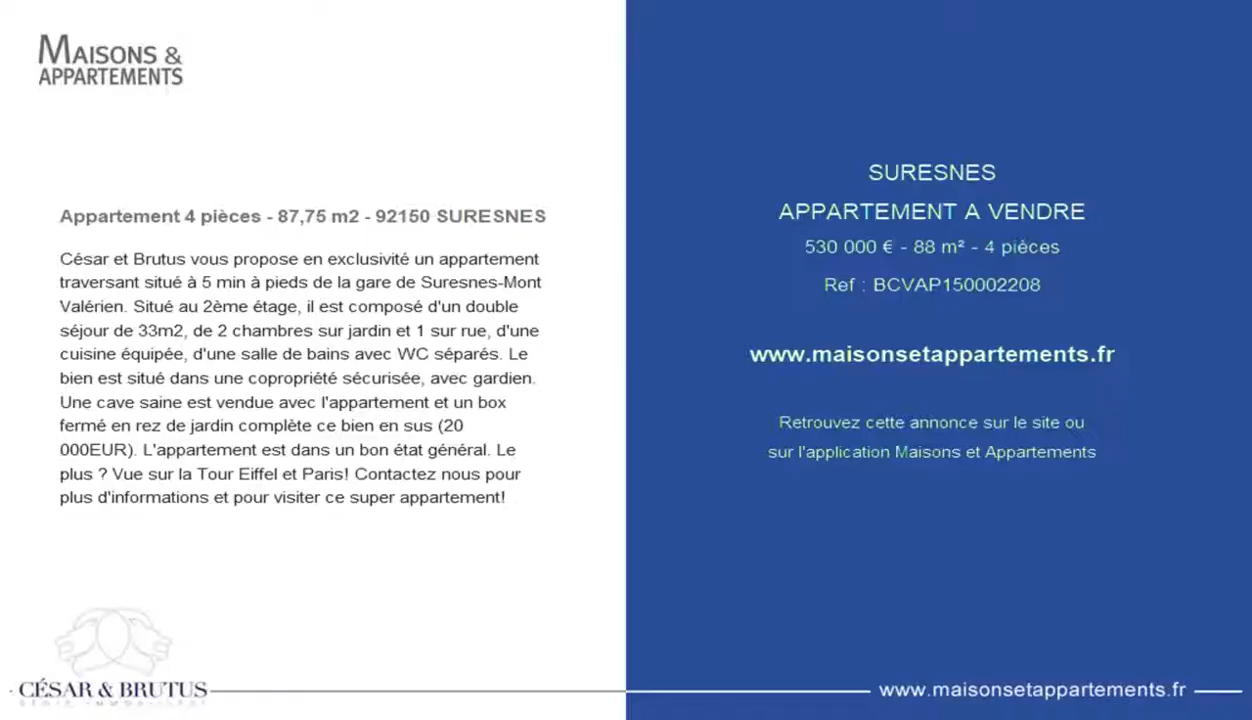 MAISONS &
APPARTEMENTS
Appartement 4 pièces - 87,75 m2 - 92150 SURESNES
César et Brutus vous propose en exclusivité un appartement
traversant situé à 5 min à pieds de la gare de Suresnes-Mont
Valérien. Situé au 2ème étage, il est composé d'un double
séjour de 33m2, de 2 chambres sur jardin et 1 sur rue, d'une
cuisine équipée, d'une salle de bains avec WC séparés. Le
bien est situé dans une copropriété sécurisée, avec gardien.
Une cave saine est vendue avec l'appartement et un box
fermé en rez de jardin complète ce bien en sus (20
000EUR). L'appartement est dans un bon état général. Le
plus ? Vue sur la Tour Eiffel et Paris! Contactez nous pour
plus d'informations et pour visiter ce super appartement!
CÉSAR & BRUTUS
SURESNES
APPARTEMENT A VENDRE
530 000 € - 88 m² - 4 pièces
Ref : BCVAP150002208
www.maisonsetappartements.fr
Retrouvez cette annonce sur le site ou
sur l'application Maisons et Appartements
www.maisonsetappartements.fr